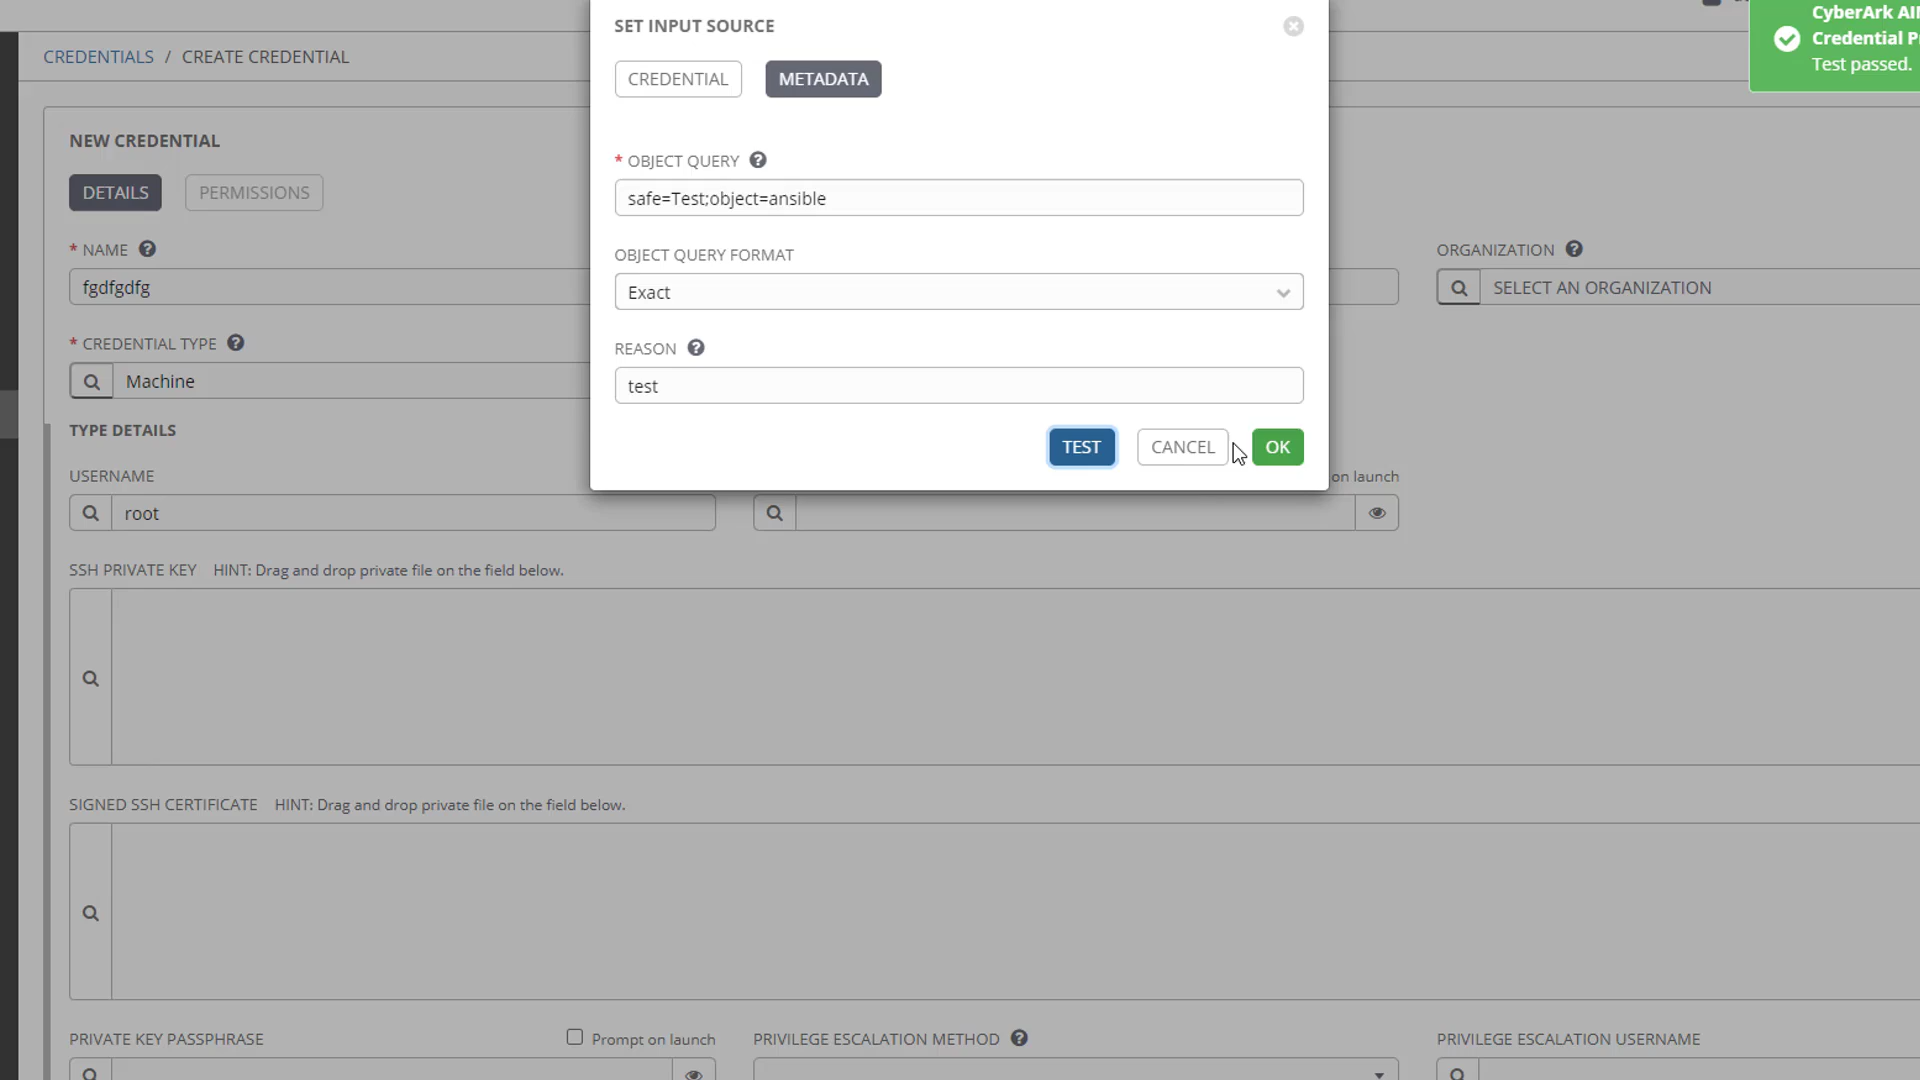 SET INPUT SOURCE
CREDENTIAL METADATA
CyberArk
Credential
Test passed.
CREDENTIALS / CREATE CREDENTIAL
NEW CREDENTIAL
DETAILS PERMISSIONS
* OBJECT QUERY
safe=Test;object=ansible
* NAME
fgdfgdfg
OBJECT QUERY FORMAT
Exact
ORGANIZATION
SELECT AN ORGANIZATION
* CREDENTIAL TYPE
Machine
REASON
test
TEST CANCEL OK
TYPE DETAILS
USERNAME
root
on launch
SSH PRIVATE KEY HINT: Drag and drop private file on the field below.
SIGNED SSH CERTIFICATE HINT: Drag and drop private file on the field below.
PRIVATE KEY PASSPHRASE Prompt on launch
PRIVILEGE ESCALATION METHOD
PRIVILEGE ESCALATION USERNAME